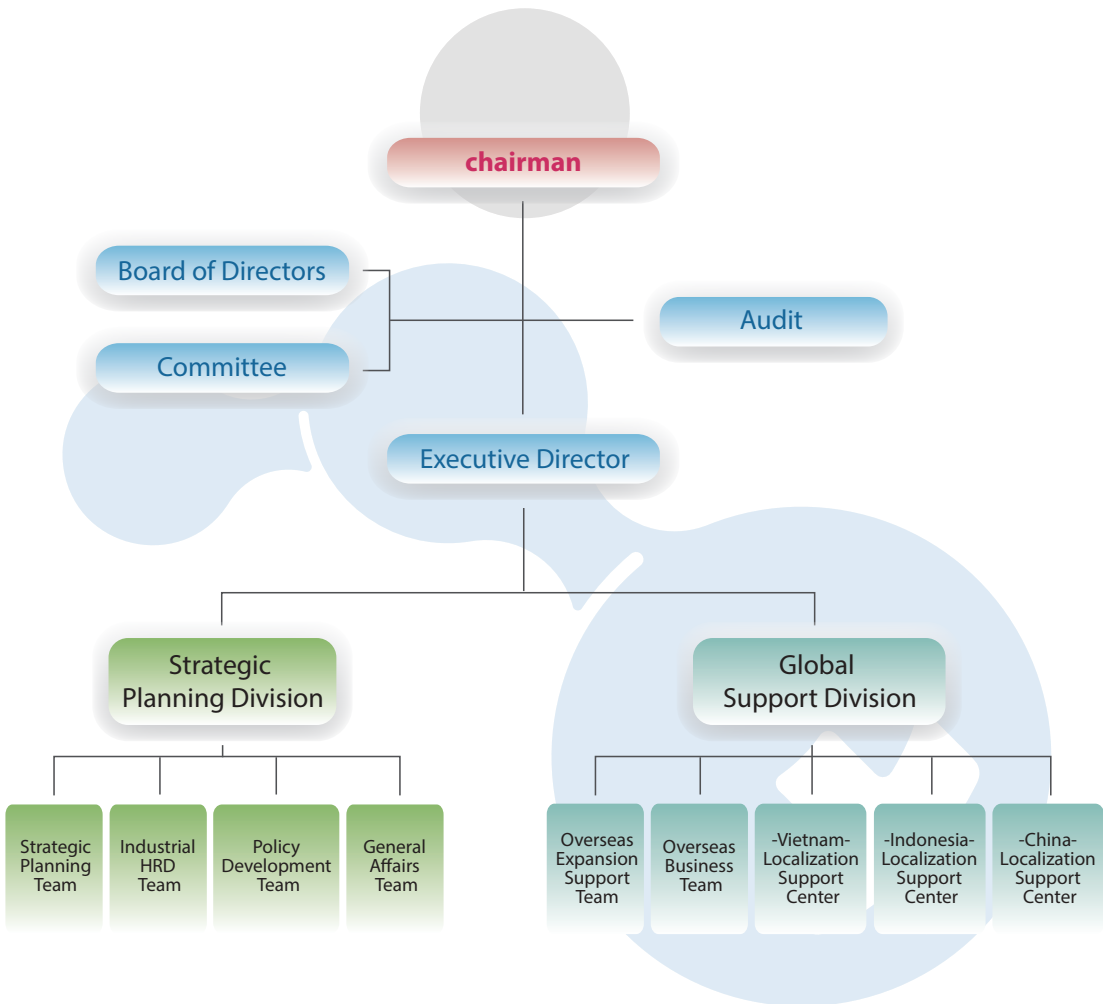 chairman
Board of Directors
Audit
Committee
Executive Director
Strategic
Planning Division
Global
Support Division
Strategic
Planning
Team
Industrial
HRD
Team
Policy
Development
Team
General
Affairs
Team
Overseas
Expansion
Support
Team
Overseas
Business
Team
-Vietnam-
Localization
Support
Center
-Indonesia-
Localization
Support
Center
-China-
Localization
Support
Center